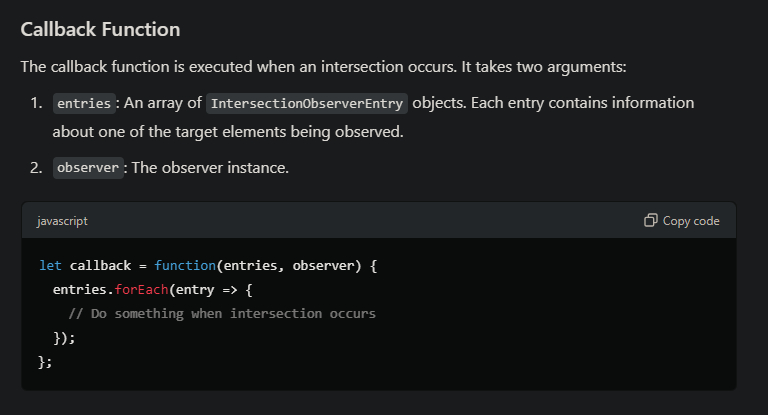 Callback Function
The callback function is executed when an intersection occurs. It takes two arguments:
1. entries: An array of IntersectionObserverEntry objects. Each entry contains information
about one of the target elements being observed.
2. observer: The observer instance.
javascript Copy code
let callback = function(entries, observer) {
  entries.forEach(entry => {
    // Do something when intersection occurs
  });
};